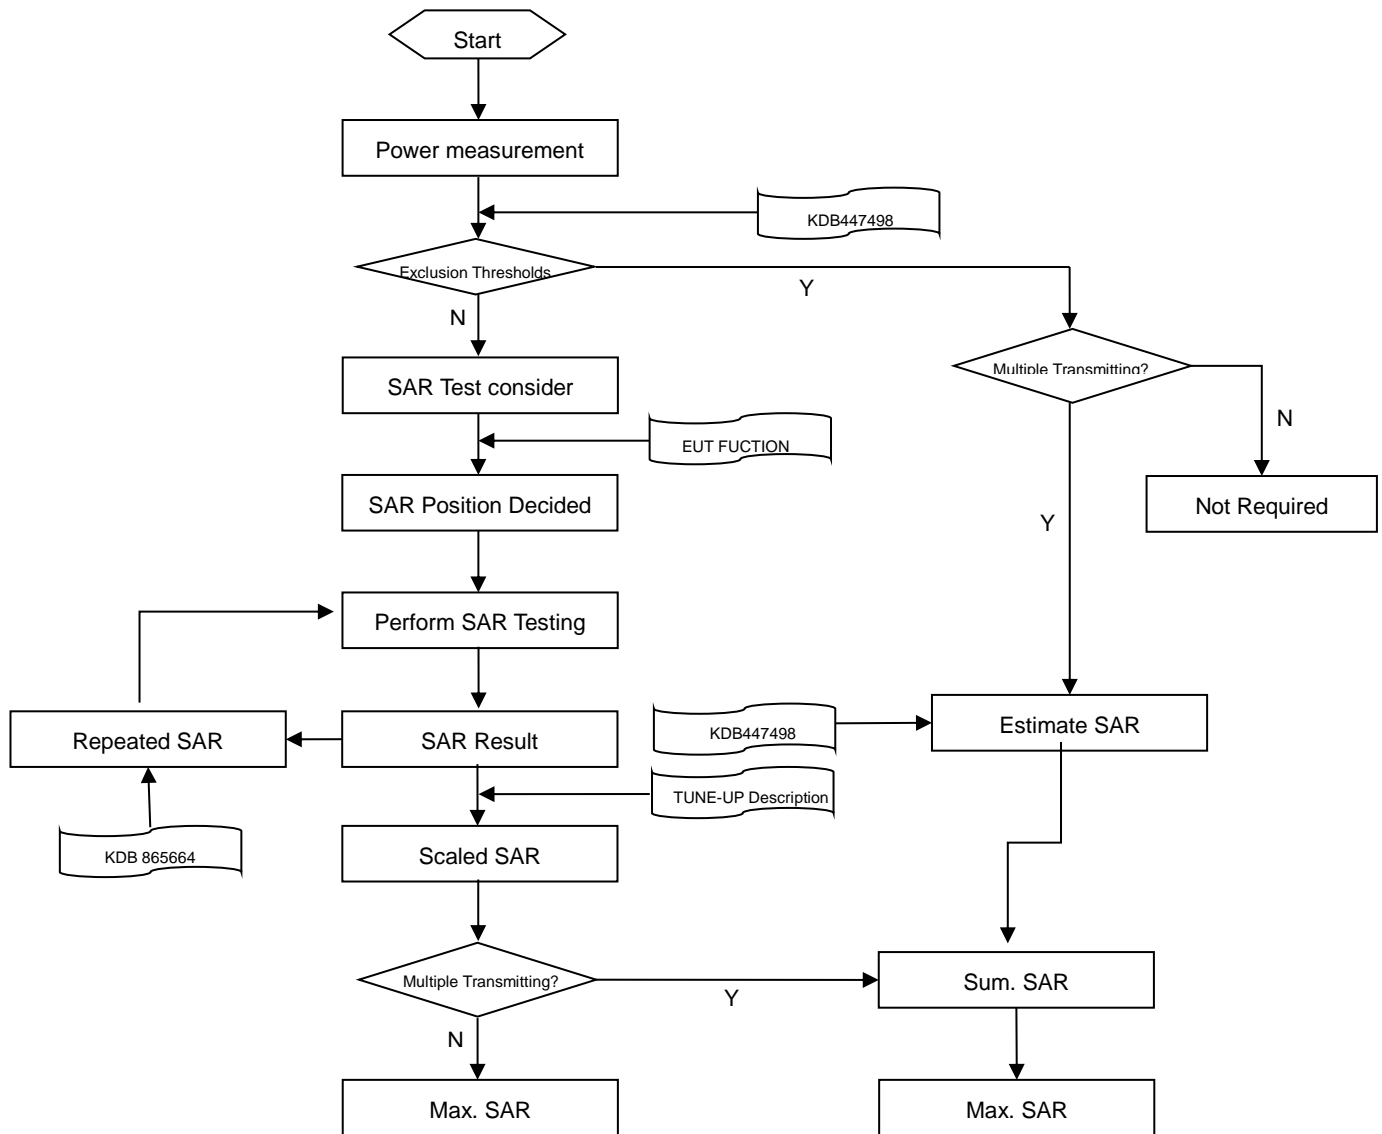 Start
Power measurement
KDB447498
Exclusion Thresholds
Y
N
Multiple Transmitting?
SAR Test consider
N
EUT FUCTION
SAR Position Decided
Not Required
Y
Perform SAR Testing
Repeated SAR
SAR Result
KDB447498
Estimate SAR
TUNE-UP Description
KDB 865664
Scaled SAR
Multiple Transmitting?
Y
Sum. SAR
N
Max. SAR
Max. SAR